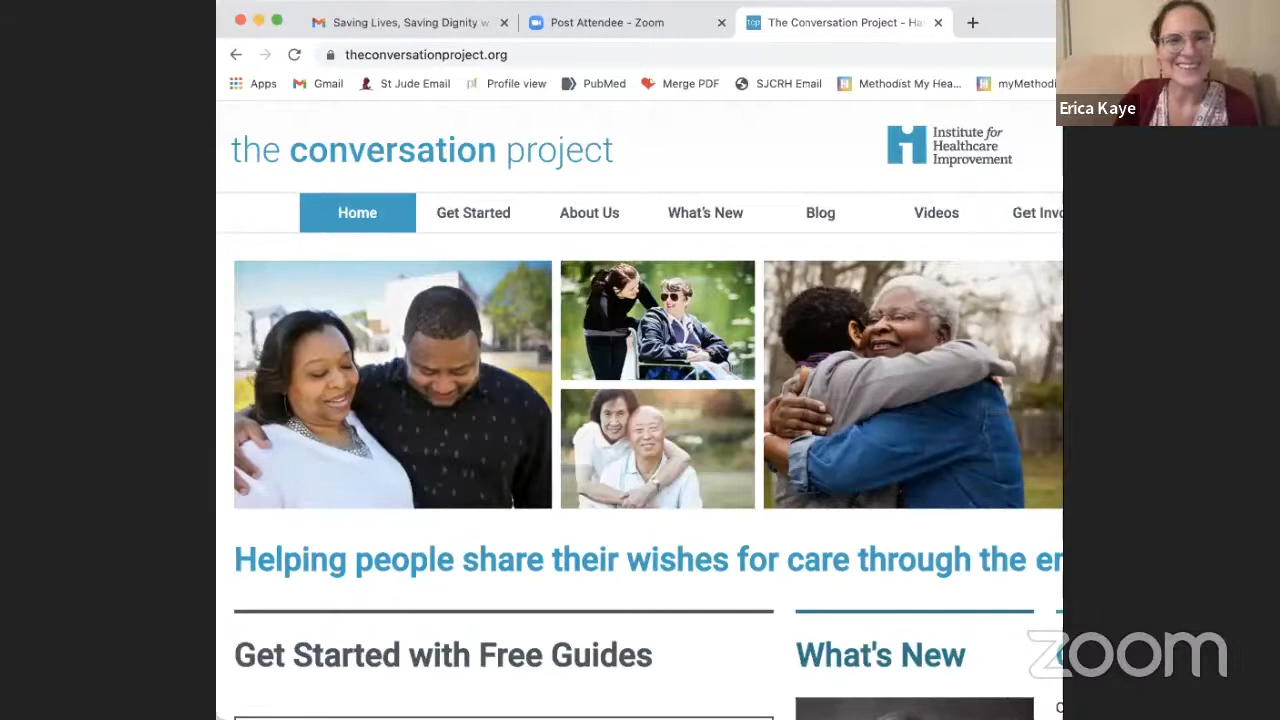 Saving Lives, Saving Dignity w
Post Attendee - Zoom
The Conversation Project - Ha
theconversationproject.org
Apps
Gmail
St Jude Email
Profile view
PubMed
Merge PDF
SJCRH Email
Methodist My Hea...
myMethodi
Erica Kaye
the conversation project
Institute for
Healthcare
Improvement
Home
Get Started
About Us
What's New
Blog
Videos
Get Invo
Helping people share their wishes for care through the en
Get Started with Free Guides
What's New
zoom